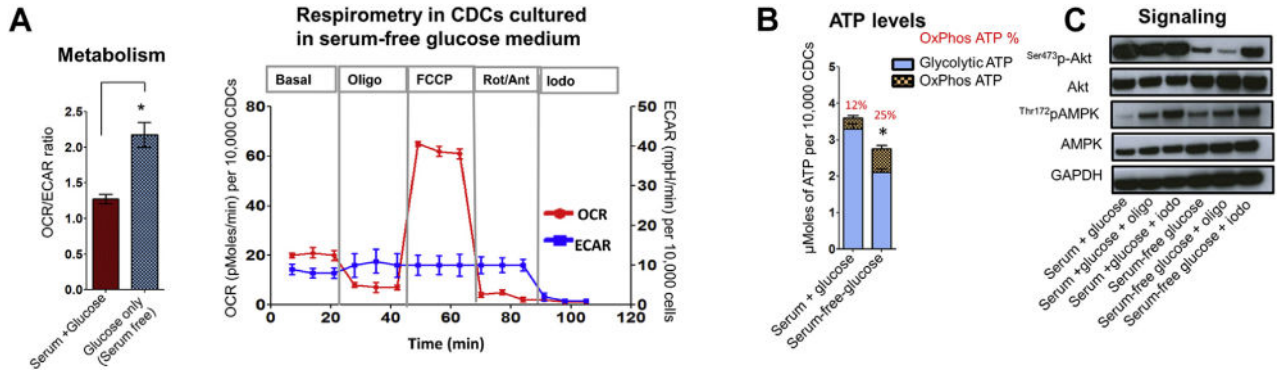 A
Metabolism
*
OCR/ECAR ratio
2.5
2.0
1.5
1.0
0.5
0.0
Serum +Glucose
Glucose only
(Serum free)
Respirometry in CDCs cultured
in serum-free glucose medium
Basal
Oligo
FCCP
Rot/Ant
Iodo
OCR (pMoles/min) per 10,000 CDCs
80
60
40
20
0
ECAR (mpH/min) per 10,000 cells
50
40
30
20
10
0
OCR
ECAR
0 20 40 60 80 100 120
Time (min)
B
ATP levels
OxPhos ATP %
Glycolytic ATP
OxPhos ATP
µMoles of ATP per 10,000 CDCs
5
4
3
2
1
0
12%
25%
*
Serum + glucose
Serum-free-glucose
C
Signaling
Ser473p-Akt
Akt
Thr172pAMPK
AMPK
GAPDH
Serum + glucose
Serum +glucose + oligo
Serum +glucose + iodo
Serum-free glucose
Serum-free glucose + oligo
Serum-free glucose + iodo